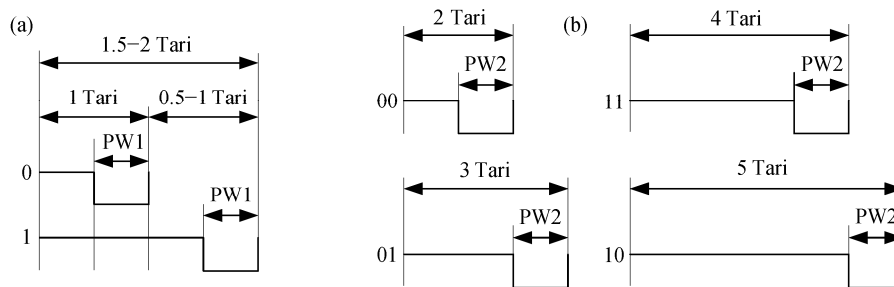 (a)
1.5−2 Tari
1 Tari
0.5−1 Tari
PW1
0
PW1
1
2 Tari
PW2
00
3 Tari
PW2
01
(b)
4 Tari
PW2
11
5 Tari
PW2
10